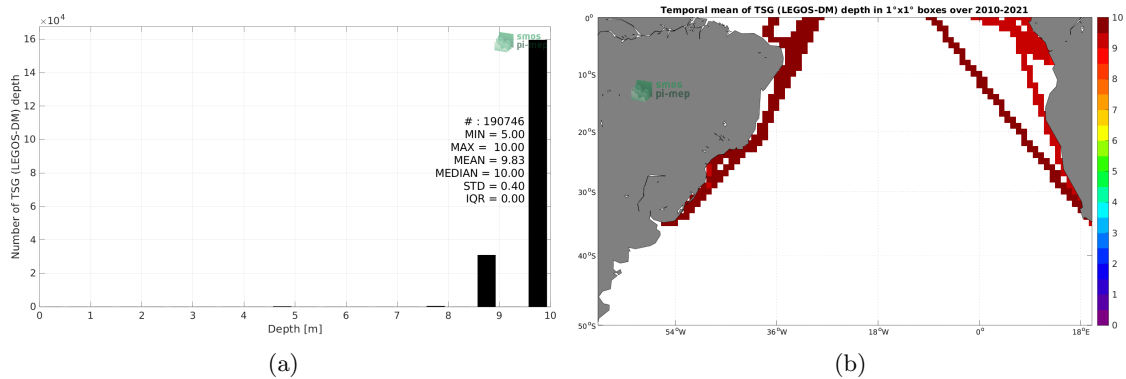 ×10⁴
16
14
12
10
8
6
4
2
0
Number of TSG (LEGOS-DM) depth
smos
pi-mep
# : 190746
MIN = 5.00
MAX = 10.00
MEAN = 9.83
MEDIAN = 10.00
STD = 0.40
IQR = 0.00
0 1 2 3 4 5 6 7 8 9 10
Depth [m]
(a)
Temporal mean of TSG (LEGOS-DM) depth in 1°x1° boxes over 2010-2021
0°
10°S
20°S
30°S
40°S
50°S
smos
pi-mep
54°W 36°W 18°W 0° 18°E
10
9
8
7
6
5
4
3
2
1
0
(b)